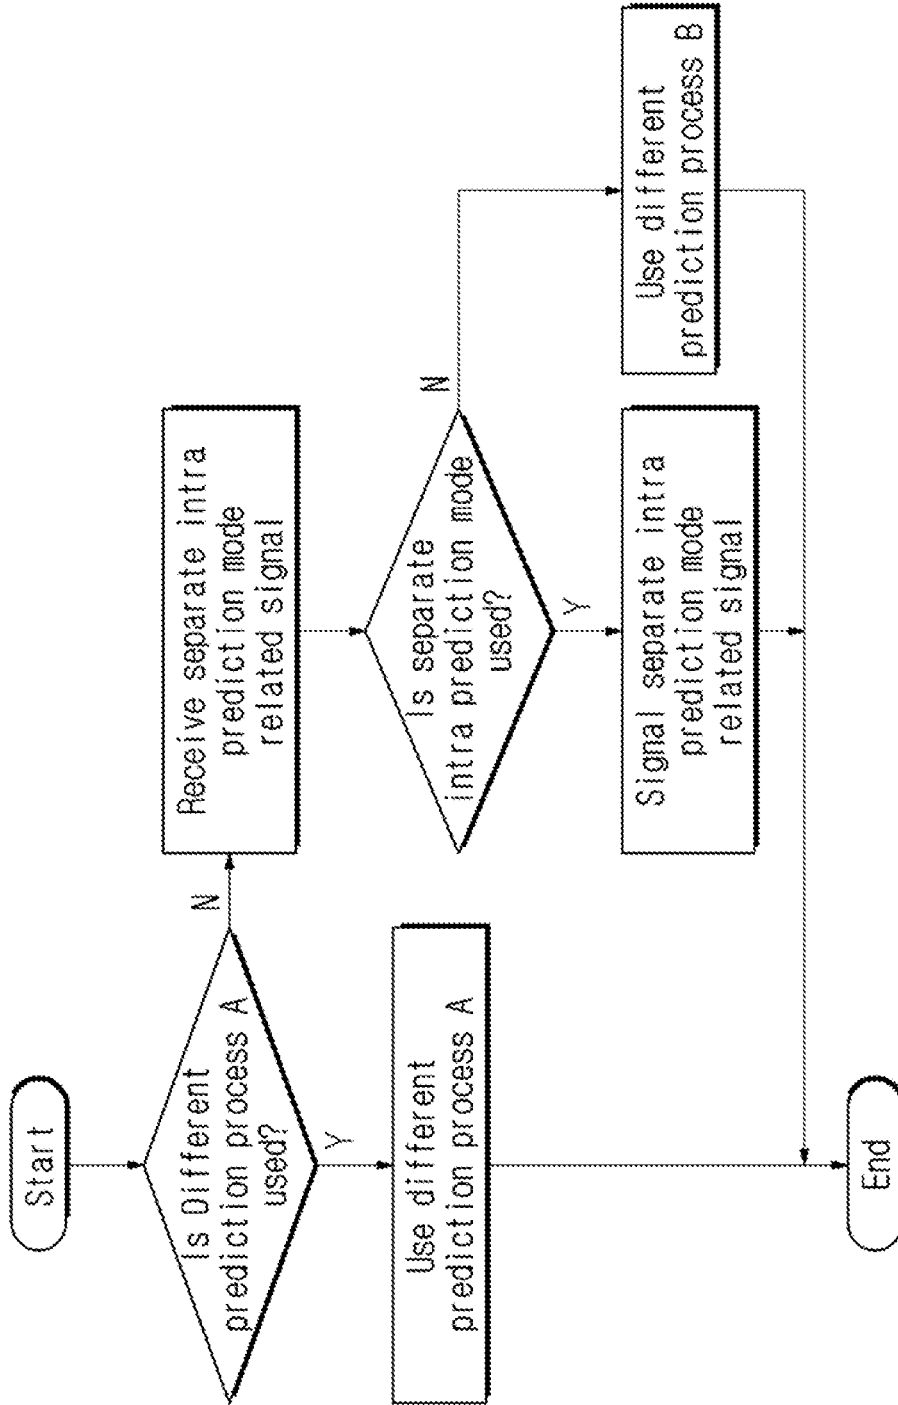 Start
Is Different
prediction process A
used?
N
Y
Use different
prediction process A
Receive separate intra
prediction mode
related signal
Is separate
intra prediction mode
used?
N
Y
Signal separate intra
prediction mode
related signal
Use different
prediction process B
End